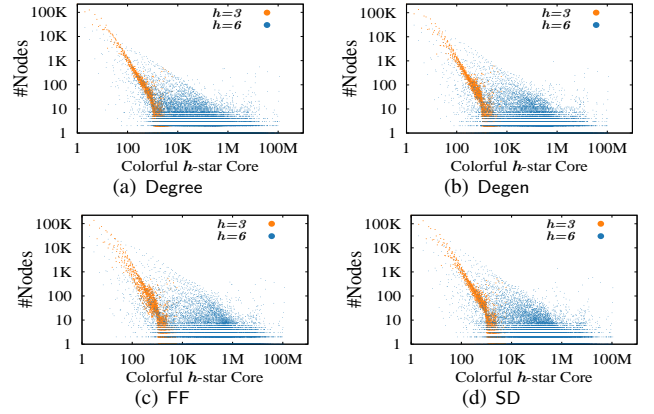 100K
10K
1K
100
10
1
#Nodes
h=3
h=6
1 100 10K 1M 100M
Colorful h-star Core
(a) Degree
100K
10K
1K
100
10
1
#Nodes
h=3
h=6
1 100 10K 1M 100M
Colorful h-star Core
(b) Degen
100K
10K
1K
100
10
1
#Nodes
h=3
h=6
1 100 10K 1M 100M
Colorful h-star Core
(c) FF
100K
10K
1K
100
10
1
#Nodes
h=3
h=6
1 100 10K 1M 100M
Colorful h-star Core
(d) SD